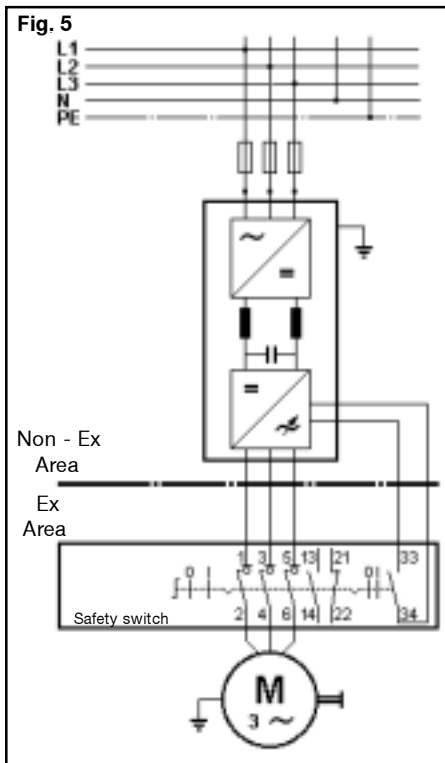 Fig. 5
L1
L2
L3
N
PE
~
=
=
Non - Ex
Area
Ex
Area
0 I 1 3 5 13 21 0 I 33
2 4 6 14 22 34
Safety switch
M
3 ~